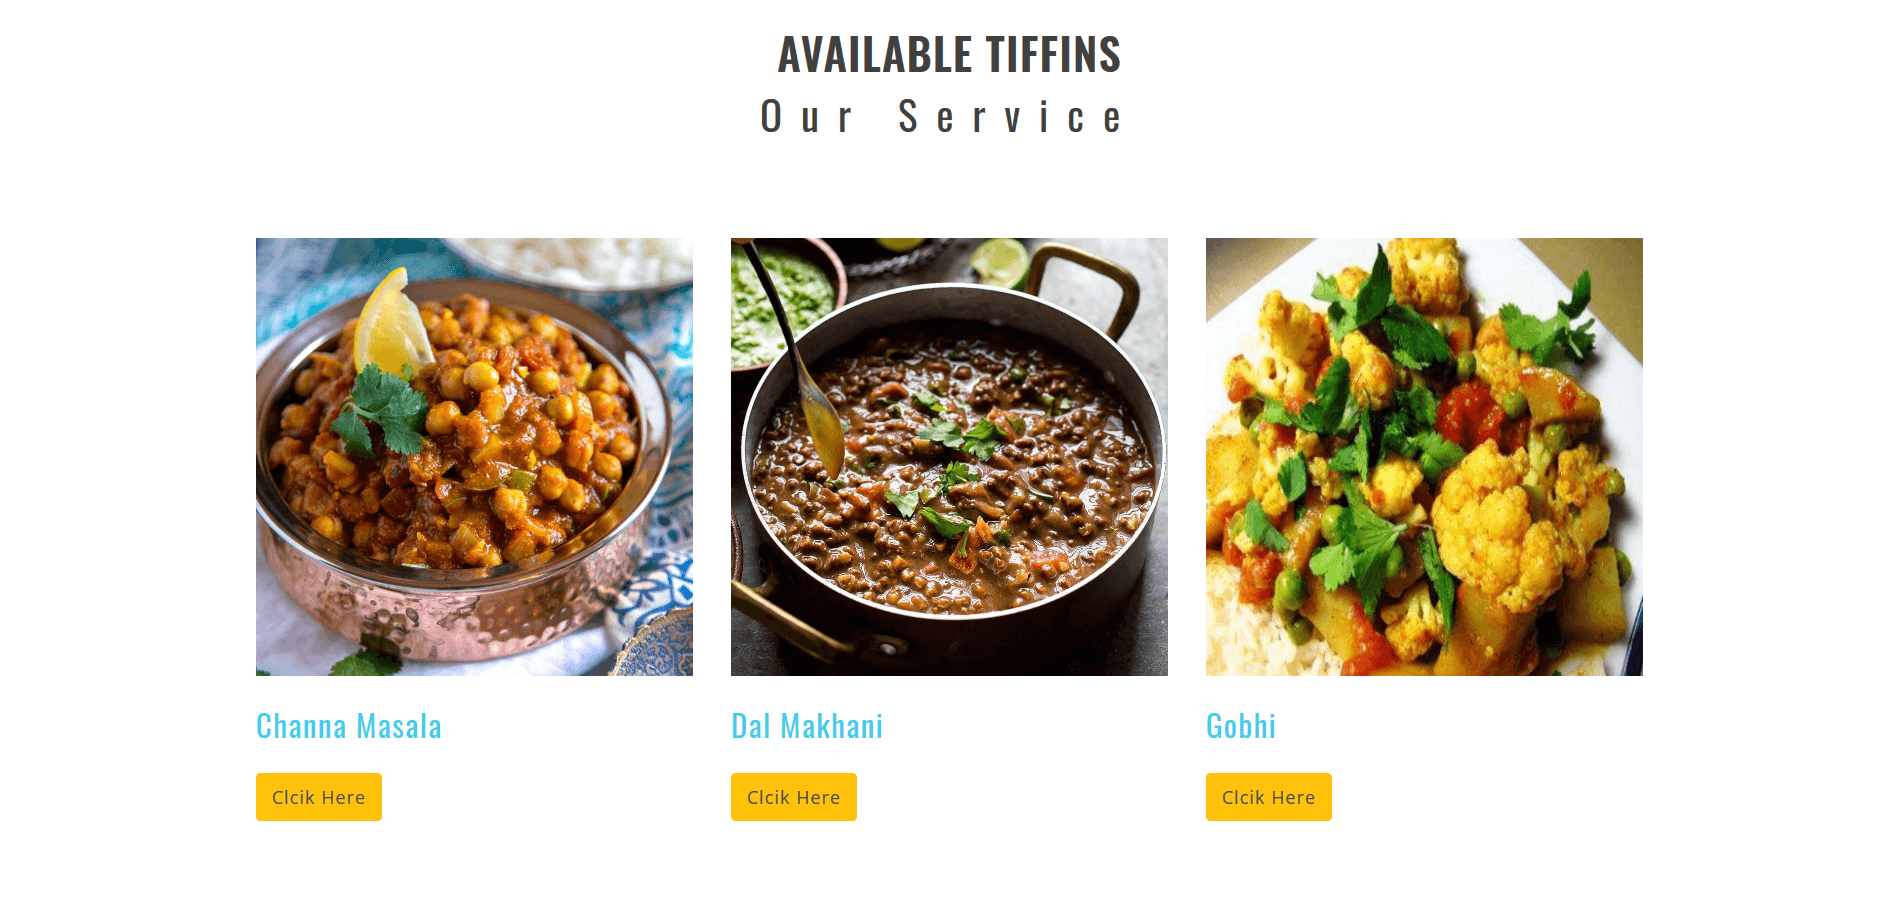 AVAILABLE TIFFINS
Our Service
Channa Masala
Dal Makhani
Gobhi
Clcik Here
Clcik Here
Clcik Here